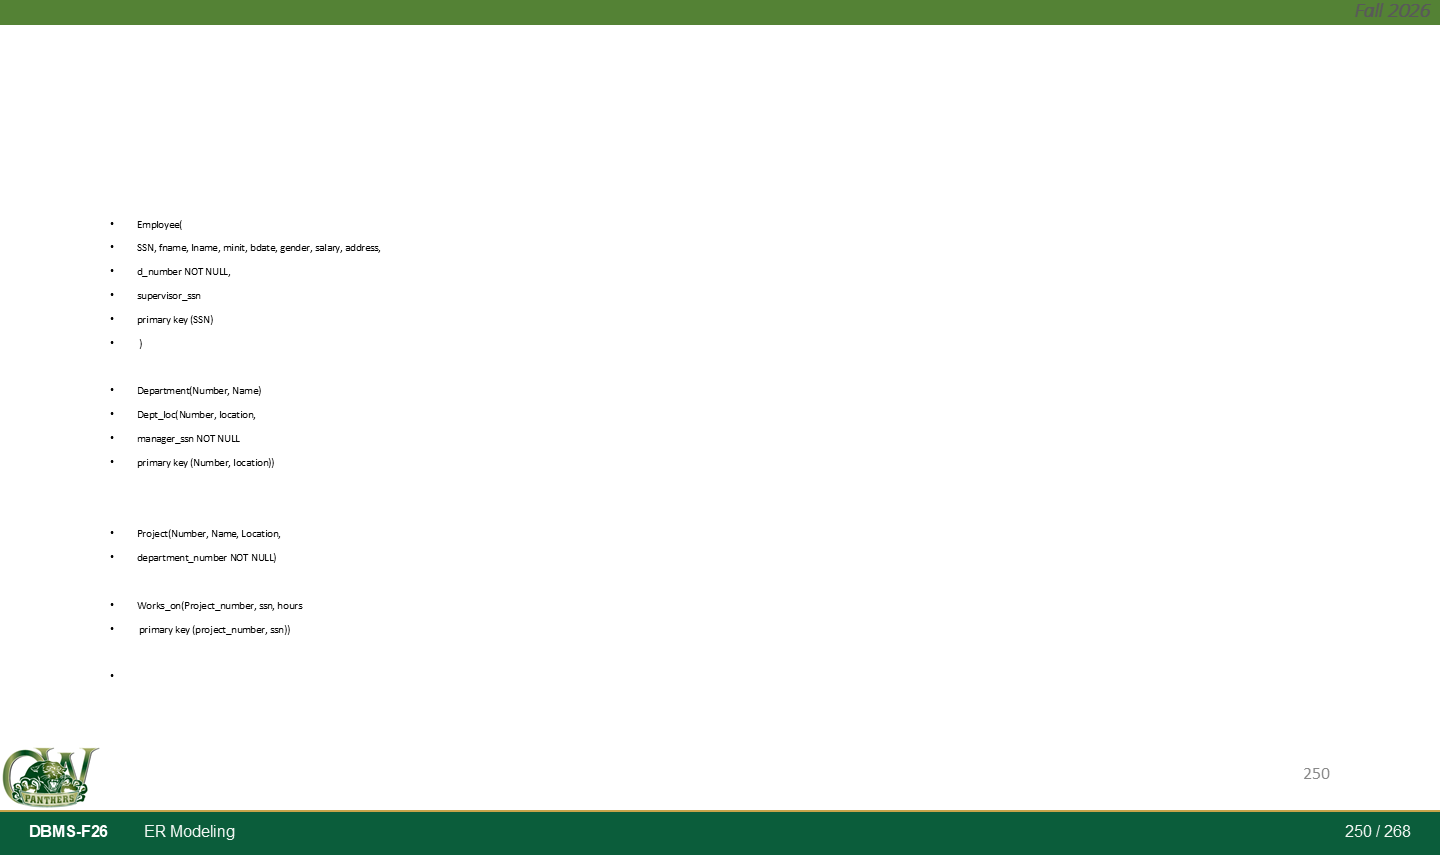 Fall 2026
• Employee(
• SSN, fname, lname, minit, bdate, gender, salary, address,
• d_number NOT NULL,
• supervisor_ssn
• primary key (SSN)
• )
• Department(Number, Name)
• Dept_loc(Number, location,
• manager_ssn NOT NULL
• primary key (Number, location))
• Project(Number, Name, Location,
• department_number NOT NULL)
• Works_on(Project_number, ssn, hours
• primary key (project_number, ssn))
•
OW
PANTHERS
250
DBMS-F26 ER Modeling 250 / 268